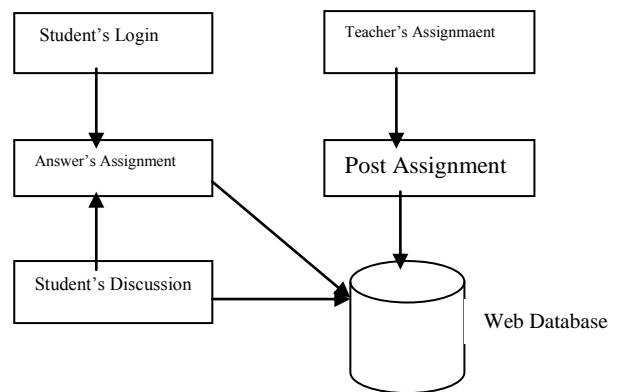 Student’s Login
Teacher’s Assignmaent
Answer’s Assignment
Post Assignment
Student’s Discussion
Web Database